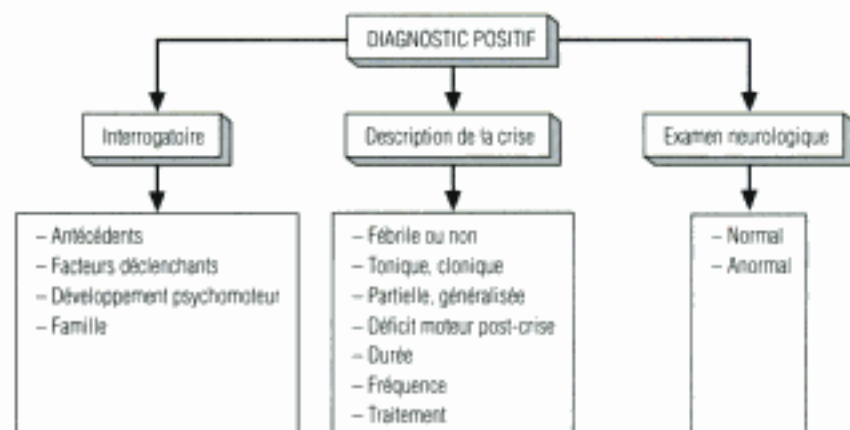 DIAGNOSTIC POSITIF
Interrogatoire
Description de la crise
Examen neurologique
– Antécédents
– Facteurs déclenchants
– Développement psychomoteur
– Famille
– Fébrile ou non
– Tonique, clonique
– Partielle, généralisée
– Déficit moteur post-crise
– Durée
– Fréquence
– Traitement
– Normal
– Anormal